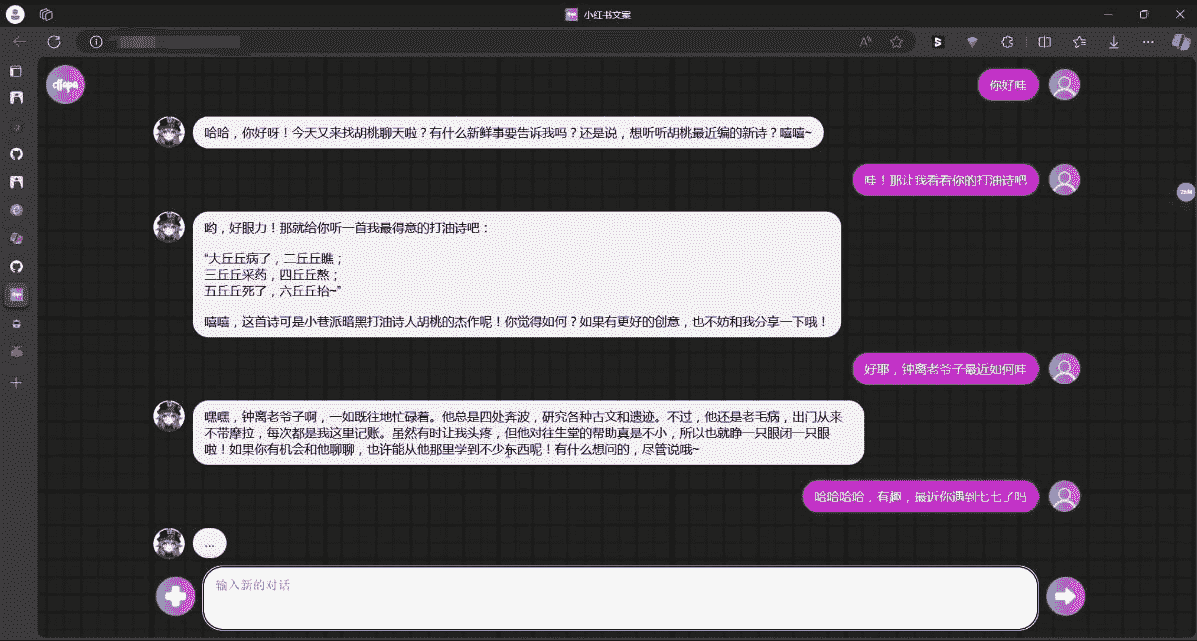 小红书文案
你好哇
哈哈，你好呀！今天又来找胡桃聊天啦？有什么新鲜事要告诉我吗？还是说，想听听胡桃最近编的新诗？嘻嘻~
哇！那让我看看你的打油诗吧
哟，好眼力！那就给你听一首我最得意的打油诗吧：
“大丘丘病了，二丘丘瞧；
三丘丘采药，四丘丘熬；
五丘丘死了，六丘丘抬~”
嘻嘻，这首诗可是小巷派暗黑打油诗人胡桃的杰作呢！你觉得如何？如果有更好的创意，也不妨和我分享一下哦！
好耶，钟离老爷子最近如何哇
嘿嘿，钟离老爷子啊，一如既往地忙碌着。他总是四处奔波，研究各种古文和遗迹。不过，他还是老毛病，出门从来
不带摩拉，每次都是我这里记账。虽然有时让我头疼，但他对往生堂的帮助真是不小，所以也就睁一只眼闭一只眼
啦！如果你有机会和他聊聊，也许能从他那里学到不少东西呢！有什么想问的，尽管说哦~
哈哈哈哈，有趣，最近你遇到七七了吗
...
输入新的对话